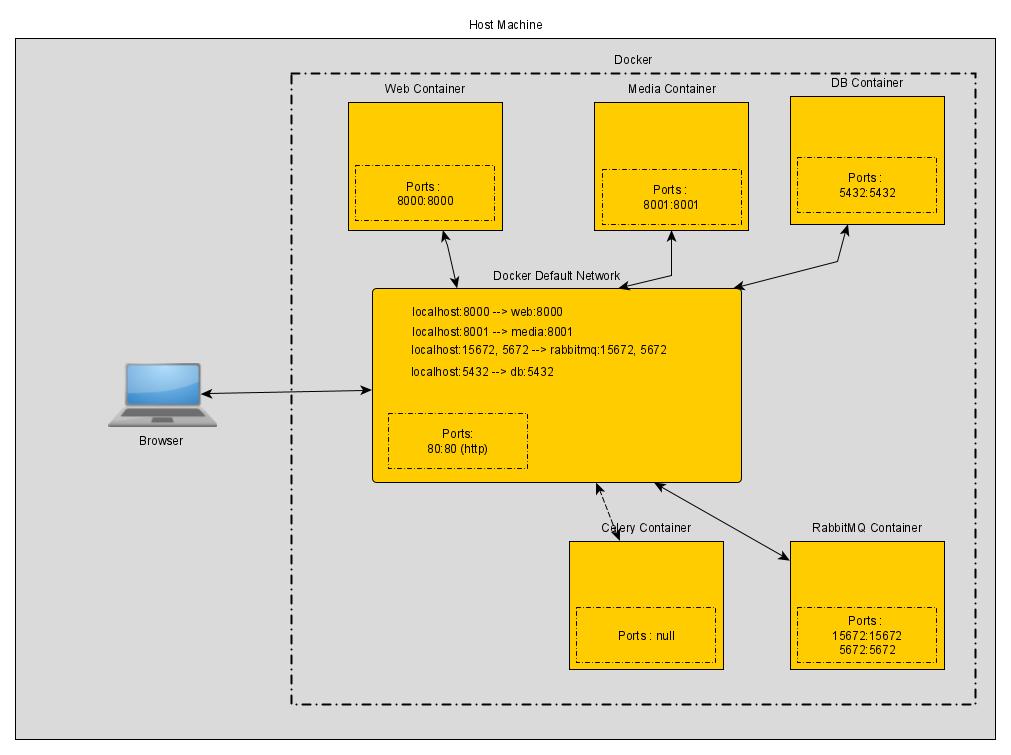 Host Machine
Docker
Web Container
Media Container
DB Container
Ports :
8000:8000
Ports :
8001:8001
Ports :
5432:5432
Docker Default Network
localhost:8000 --> web:8000
localhost:8001 --> media:8001
localhost:15672, 5672 --> rabbitmq:15672, 5672
localhost:5432 --> db:5432
Ports:
80:80 (http)
Browser
Celery Container
RabbitMQ Container
Ports : null
Ports :
15672:15672
5672:5672